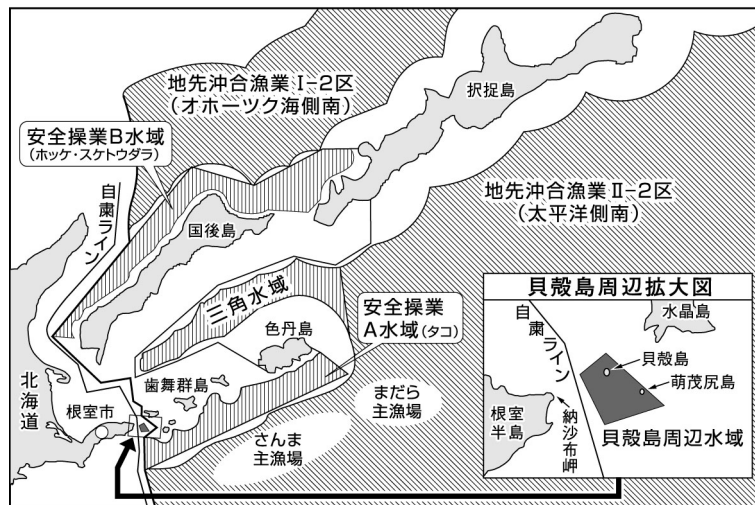 地先沖合漁業Ⅰ-2区
(オホーツク海側南)
択捉島
安全操業B水域
(ホッケ・スケトウダラ)
自粛ライン
国後島
地先沖合漁業Ⅱ-2区
(太平洋側南)
三角水域
安全操業
A水域(タコ)
色丹島
北海道
根室市
歯舞群島
まだら
主漁場
さんま
主漁場
貝殻島周辺拡大図
自粛ライン
水晶島
貝殻島
萌茂尻島
根室
半島
納沙布岬
貝殻島周辺水域